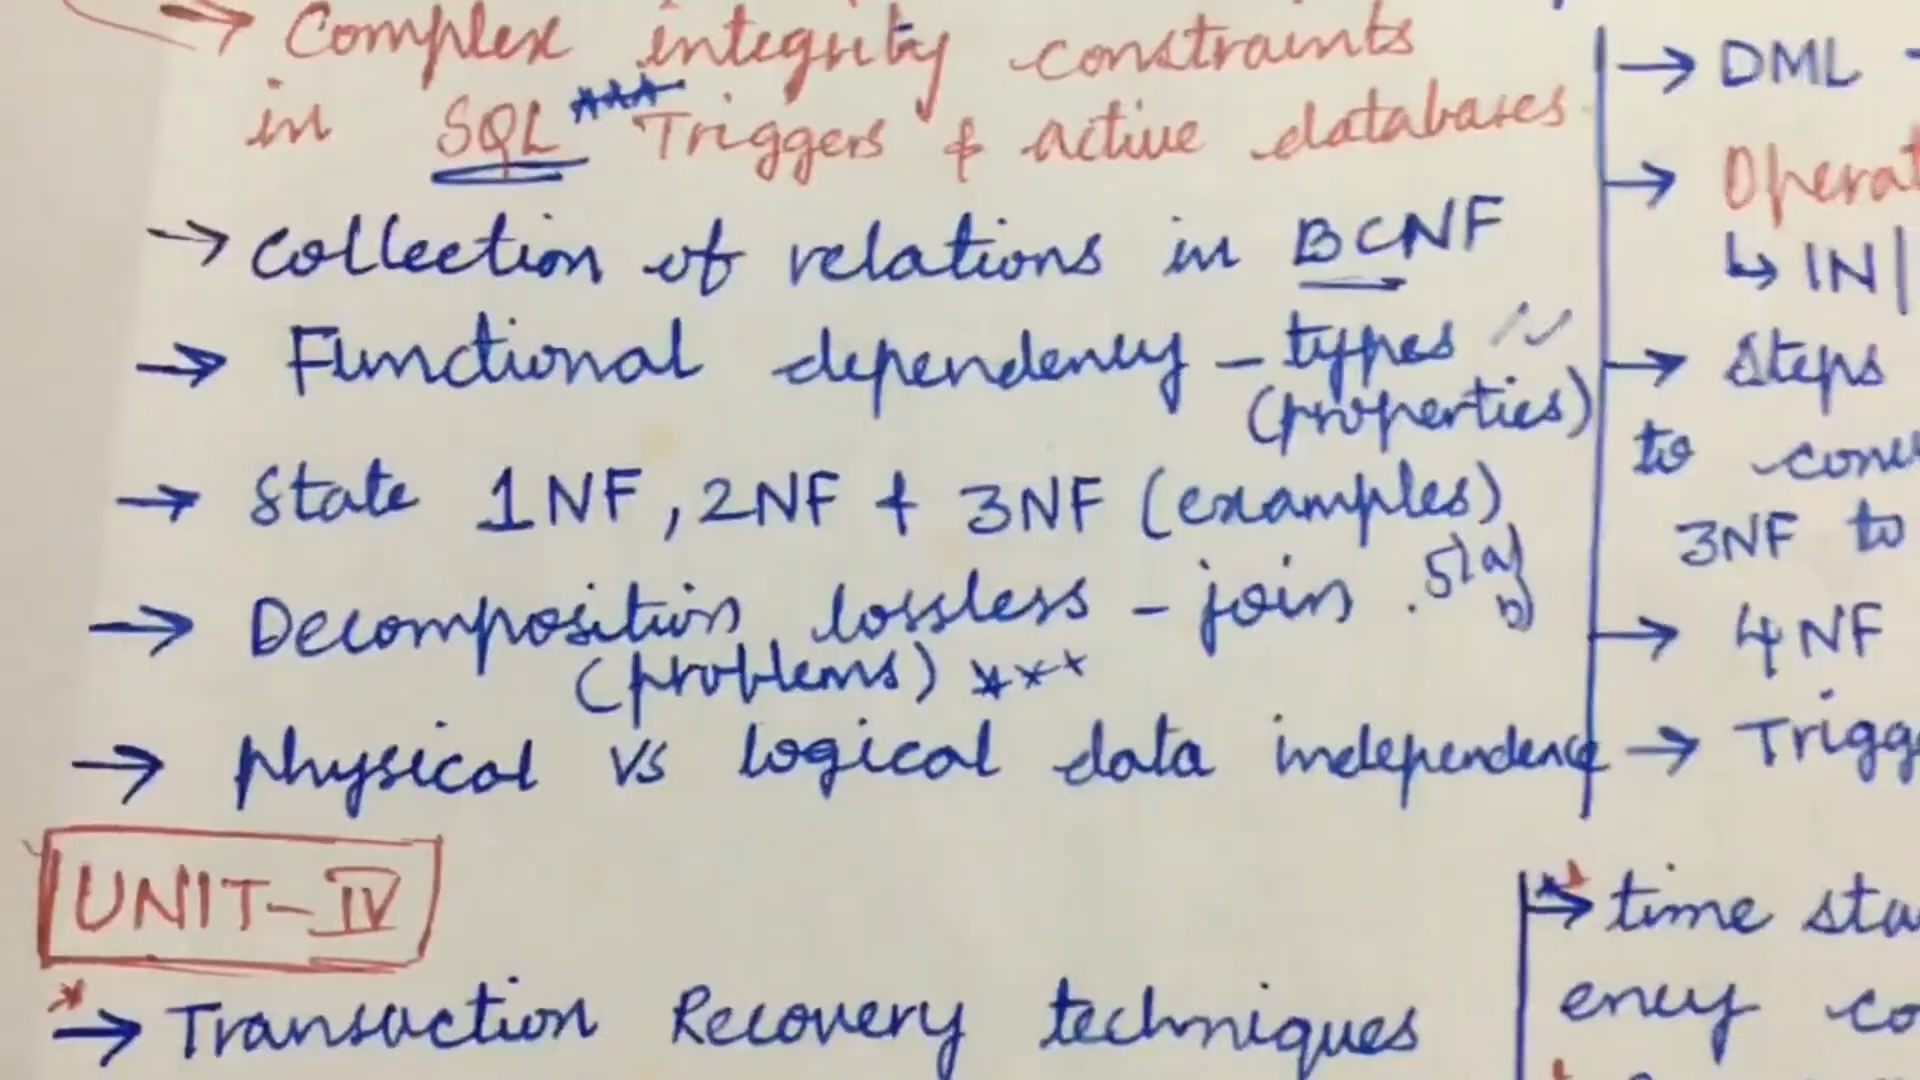 → Complex integrity constraints
in SQL *** Triggers & active databases
→ Collection of relations in BCNF
→ Functional dependency - types
(properties)
→ State 1NF, 2NF & 3NF (examples)
→ Decomposition lossless - join . 5) a)
b)
(problems) ***
→ physical vs logical data independence
→ DML
→ Operat
↳ IN|
→ Steps
to conv
3NF to
→ 4NF
→ Trigg
UNIT-IV
* → Transaction Recovery techniques
→ time sta
ency co